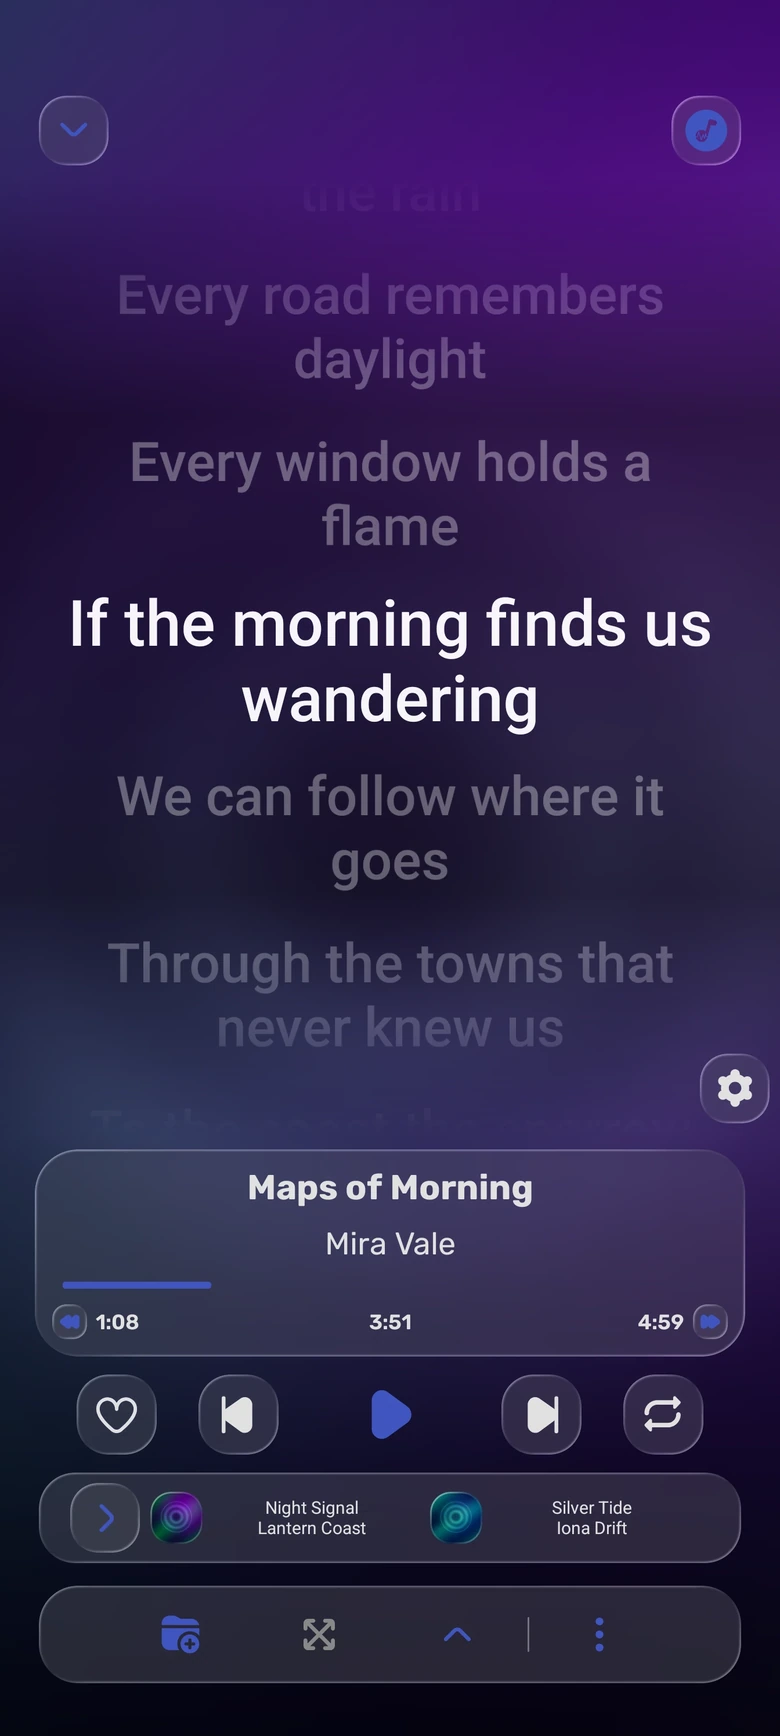 the rain
Every road remembers
daylight
Every window holds a
flame
If the morning finds us
wandering
We can follow where it
goes
Through the towns that
never knew us
Maps of Morning
Mira Vale
1:08
3:51
4:59
Night Signal
Lantern Coast
Silver Tide
Iona Drift